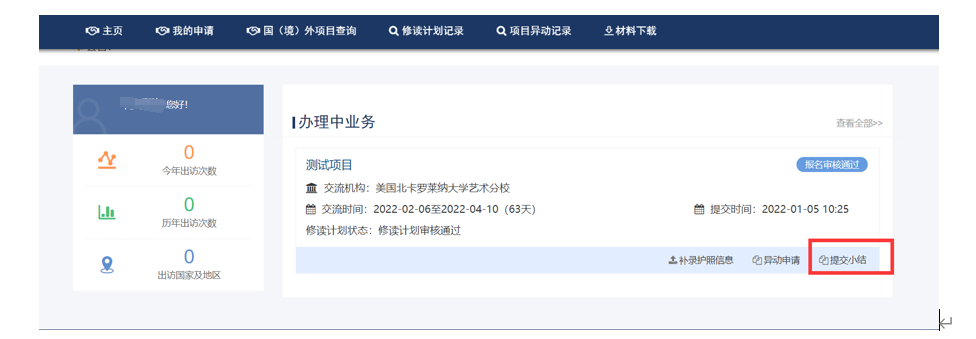 主页 我的申请 国（境）外项目查询 修读计划记录 项目异动记录 材料下载
您好!
0
今年出访次数
0
历年出访次数
0
出访国家及地区
办理中业务 查看全部>>
测试项目 报名审核通过
交流机构：美国北卡罗莱纳大学艺术分校
交流时间：2022-02-06至2022-04-10（63天） 提交时间：2022-01-05 10:25
修读计划状态：修读计划审核通过
补录护照信息 异动申请 提交小结